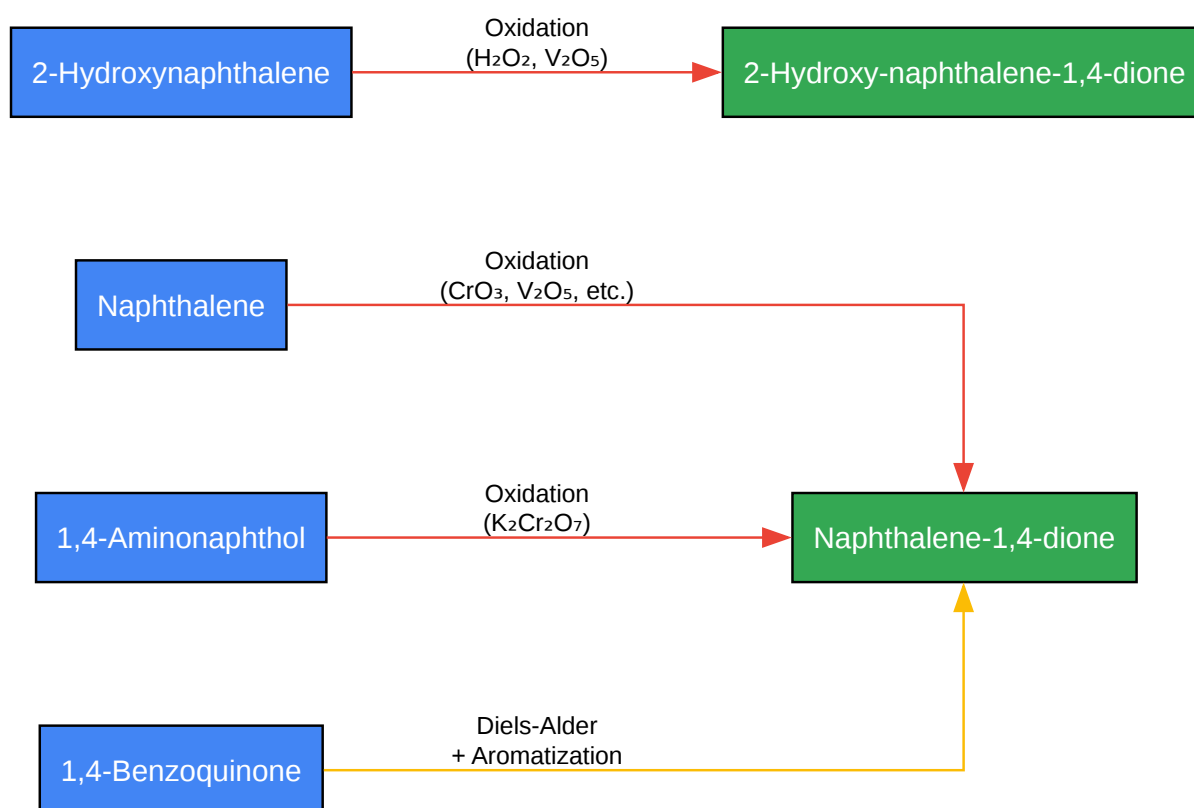 Oxidation
(H₂O₂, V₂O₅)
2-Hydroxynaphthalene
2-Hydroxy-naphthalene-1,4-dione
Oxidation
(CrO₃, V₂O₅, etc.)
Naphthalene
Oxidation
(K₂Cr₂O₇)
1,4-Aminonaphthol
Naphthalene-1,4-dione
Diels-Alder
+ Aromatization
1,4-Benzoquinone